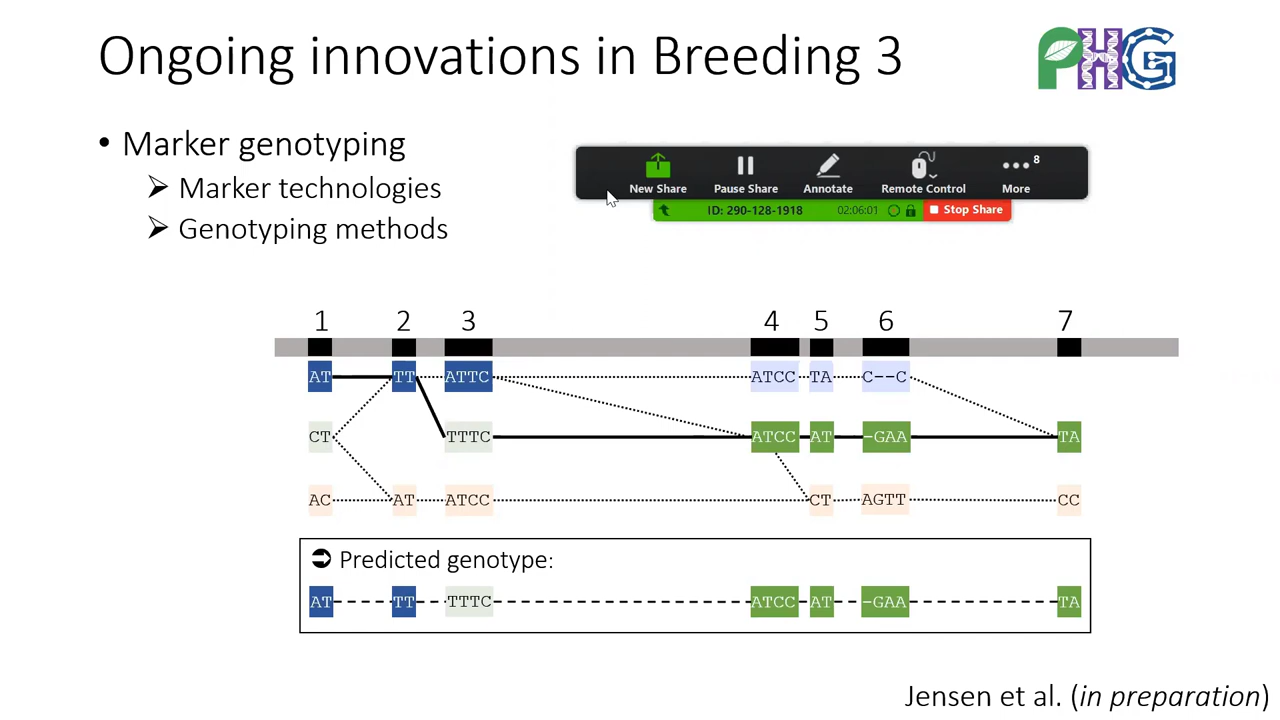 Ongoing innovations in Breeding 3
PHG
• Marker genotyping
➢ Marker technologies
➢ Genotyping methods
New Share Pause Share Annotate Remote Control More 8
ID: 290-128-1918 02:06:01 Stop Share
1 2 3 4 5 6 7
AT TT ATTC ATCC TA C--C
CT TTTC ATCC AT -GAA TA
AC AT ATCC CT AGTT CC
➲ Predicted genotype:
AT TT TTTC ATCC AT -GAA TA
Jensen et al. (in preparation)